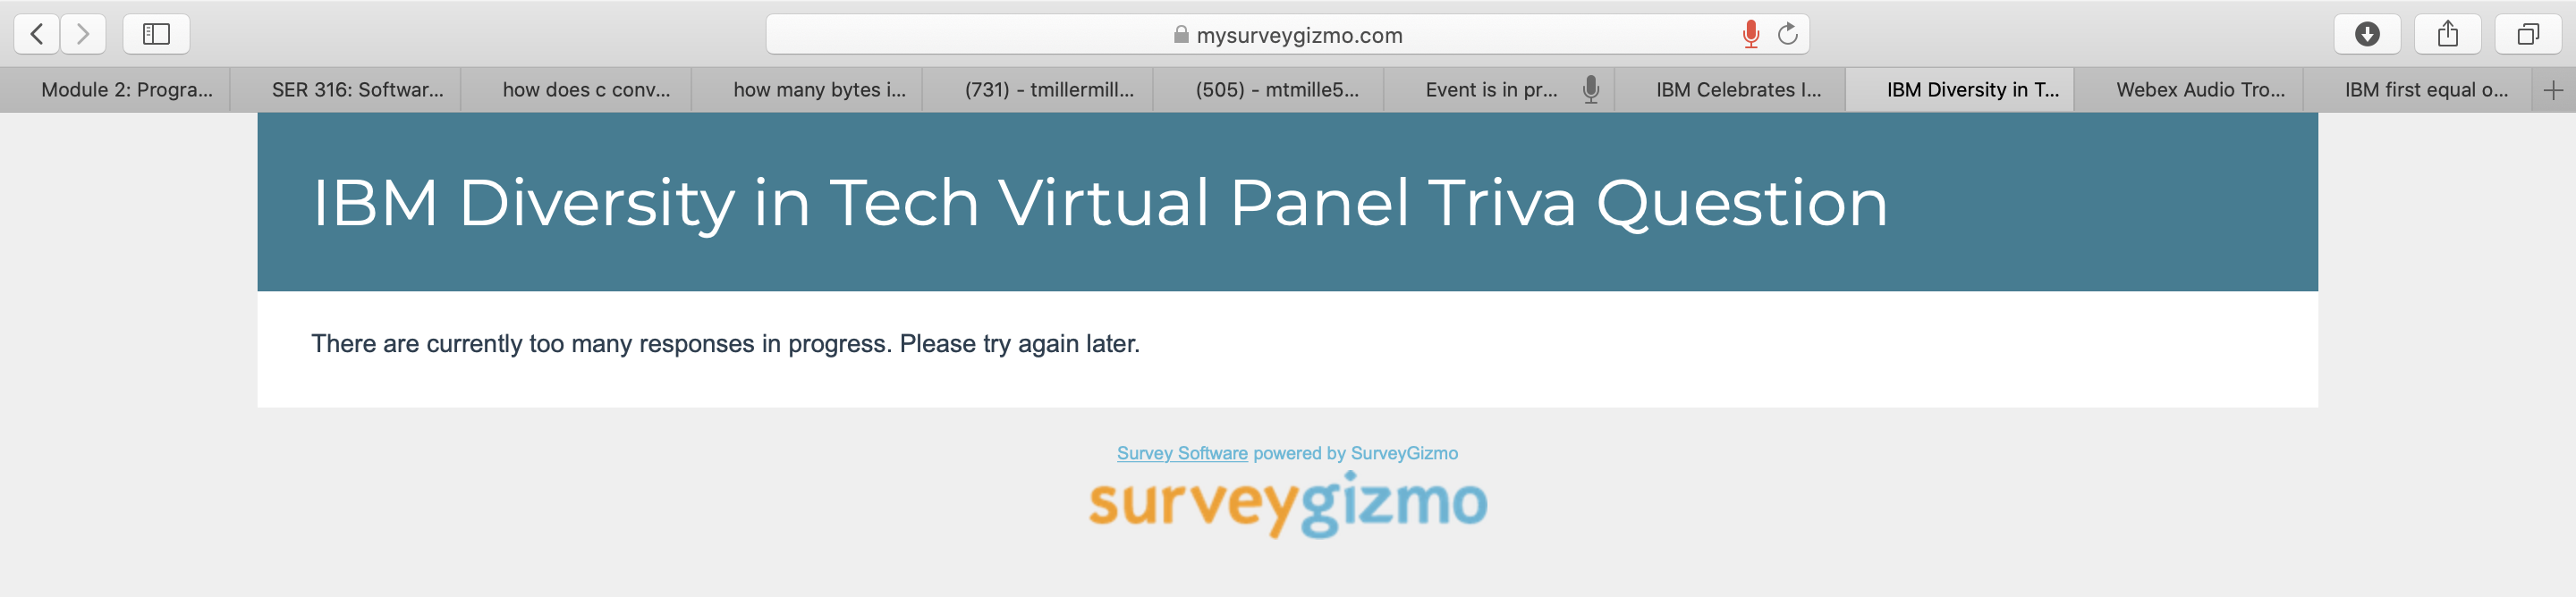 mysurveygizmo.com
Module 2: Progra...
SER 316: Softwar...
how does c conv...
how many bytes i...
(731) - tmillermill...
(505) - mtmille5...
Event is in pr...
IBM Celebrates I...
IBM Diversity in T...
Webex Audio Tro...
IBM first equal o...
IBM Diversity in Tech Virtual Panel Triva Question
There are currently too many responses in progress. Please try again later.
Survey Software powered by SurveyGizmo
surveygizmo